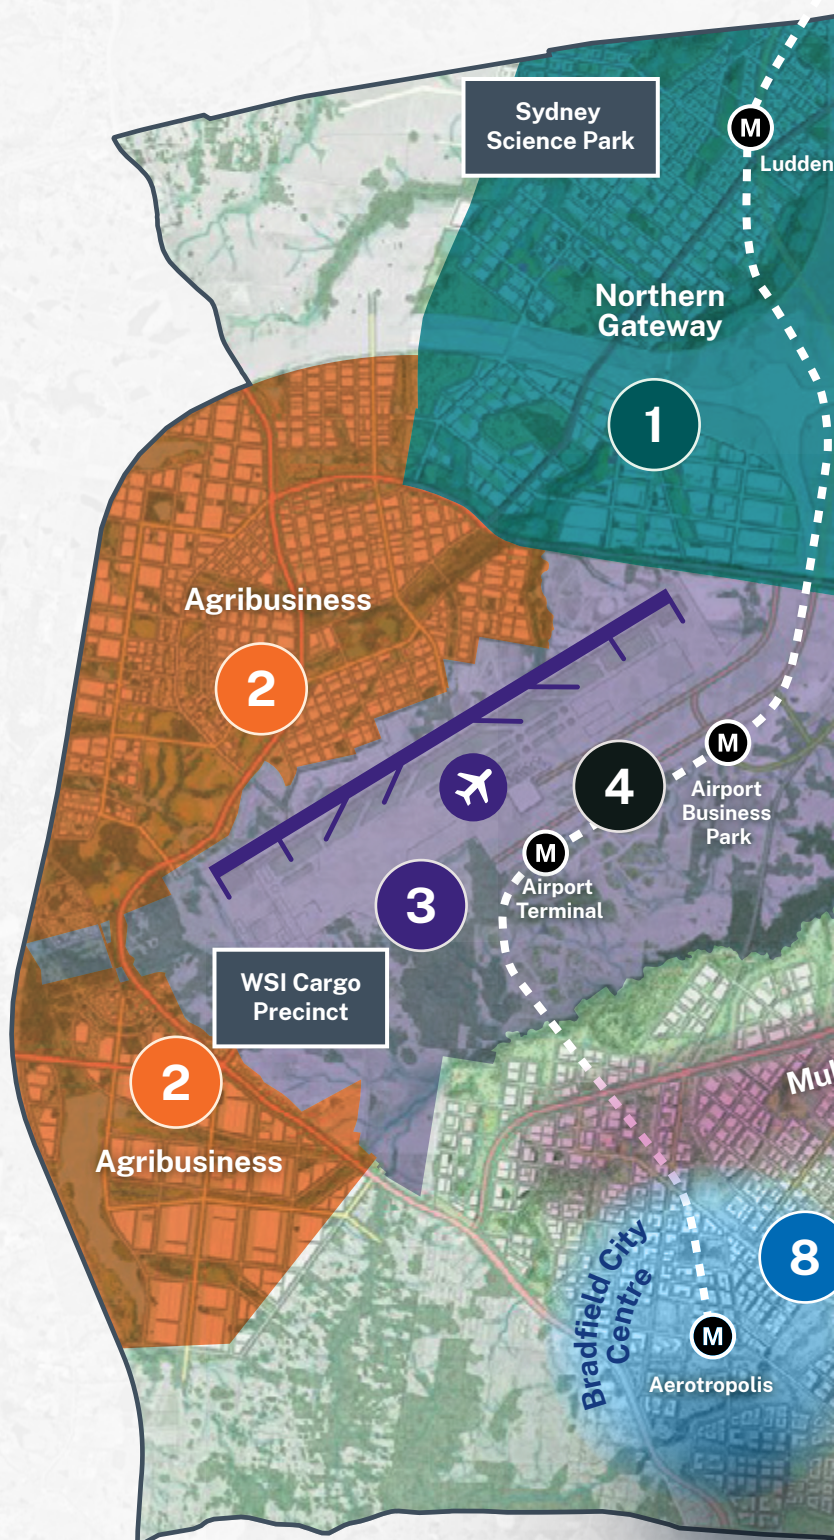 Sydney
Science Park
M
Ludden
Northern
Gateway
1
Agribusiness
2
M
4
Airport
Business
Park
M
Airport
Terminal
3
WSI Cargo
Precinct
2
Agribusiness
Mul
Bradfield City
Centre
8
M
Aerotropolis